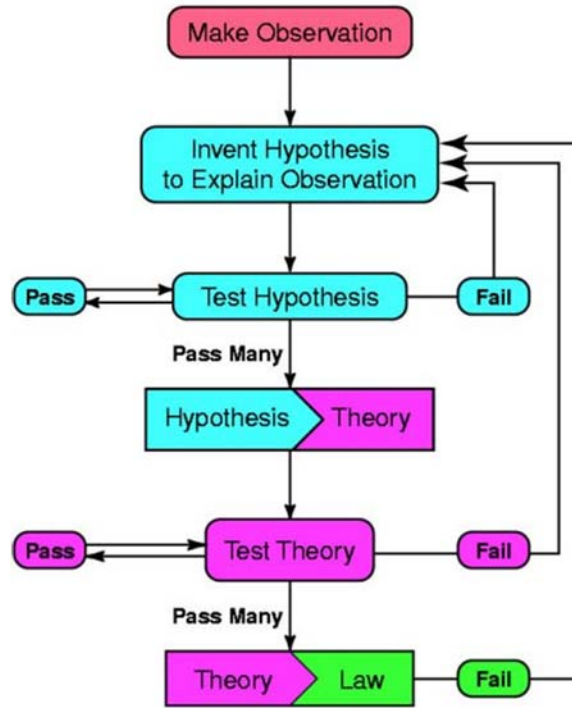 Make Observation
Invent Hypothesis
to Explain Observation
Pass
Test Hypothesis
Fail
Pass Many
Hypothesis
Theory
Pass
Test Theory
Fail
Pass Many
Theory
Law
Fail